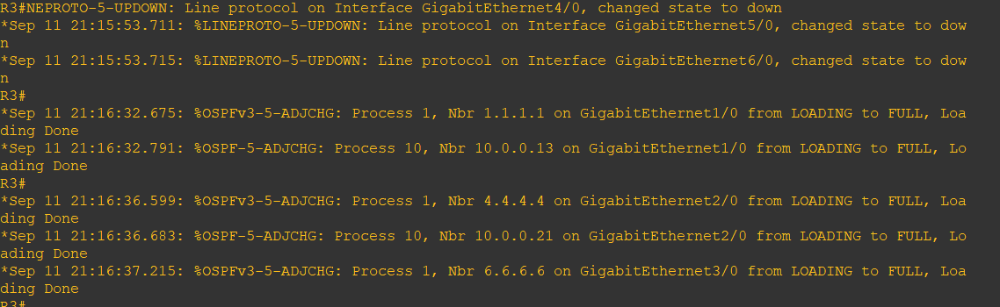 R3#NEPROTO-5-UPDOWN: Line protocol on Interface GigabitEthernet4/0, changed state to down
*Sep 11 21:15:53.711: %LINEPROTO-5-UPDOWN: Line protocol on Interface GigabitEthernet5/0, changed state to dow
n
*Sep 11 21:15:53.715: %LINEPROTO-5-UPDOWN: Line protocol on Interface GigabitEthernet6/0, changed state to dow
n
R3#
*Sep 11 21:16:32.675: %OSPFv3-5-ADJCHG: Process 1, Nbr 1.1.1.1 on GigabitEthernet1/0 from LOADING to FULL, Loa
ding Done
*Sep 11 21:16:32.791: %OSPF-5-ADJCHG: Process 10, Nbr 10.0.0.13 on GigabitEthernet1/0 from LOADING to FULL, Lo
ading Done
R3#
*Sep 11 21:16:36.599: %OSPFv3-5-ADJCHG: Process 1, Nbr 4.4.4.4 on GigabitEthernet2/0 from LOADING to FULL, Loa
ding Done
*Sep 11 21:16:36.683: %OSPF-5-ADJCHG: Process 10, Nbr 10.0.0.21 on GigabitEthernet2/0 from LOADING to FULL, Lo
ading Done
*Sep 11 21:16:37.215: %OSPFv3-5-ADJCHG: Process 1, Nbr 6.6.6.6 on GigabitEthernet3/0 from LOADING to FULL, Loa
ding Done
R3#